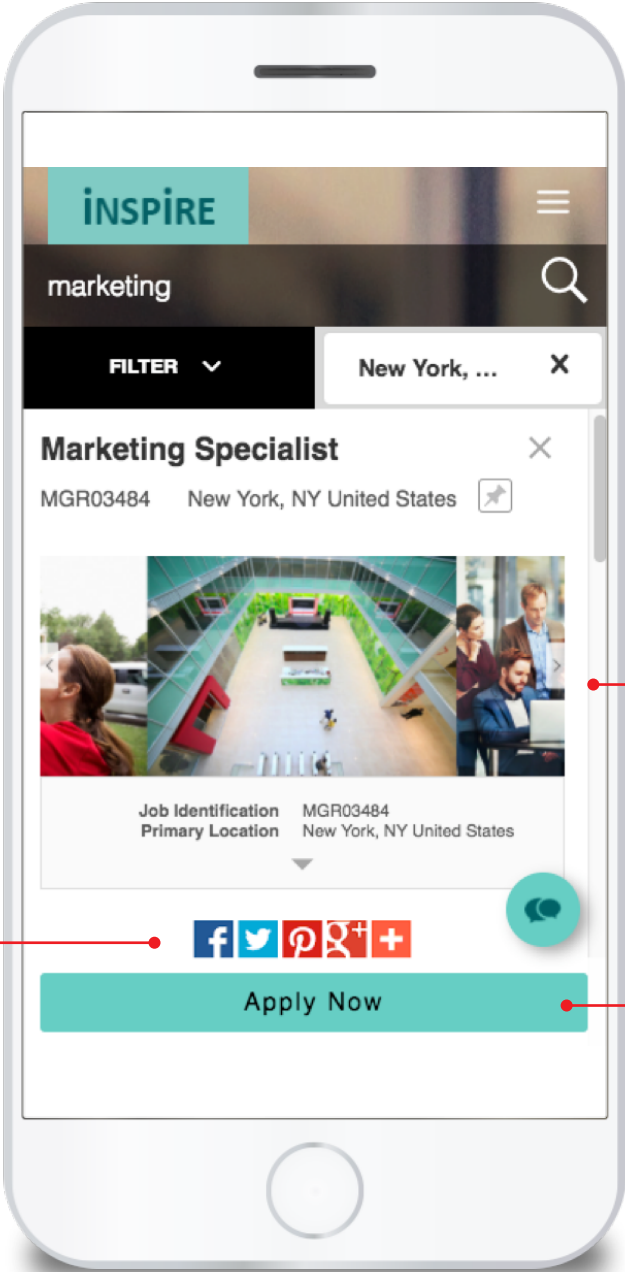 iNSPiRE
marketing
FILTER
New York, ...
Marketing Specialist
MGR03484 New York, NY United States
Job Identification MGR03484
Primary Location New York, NY United States
Apply Now